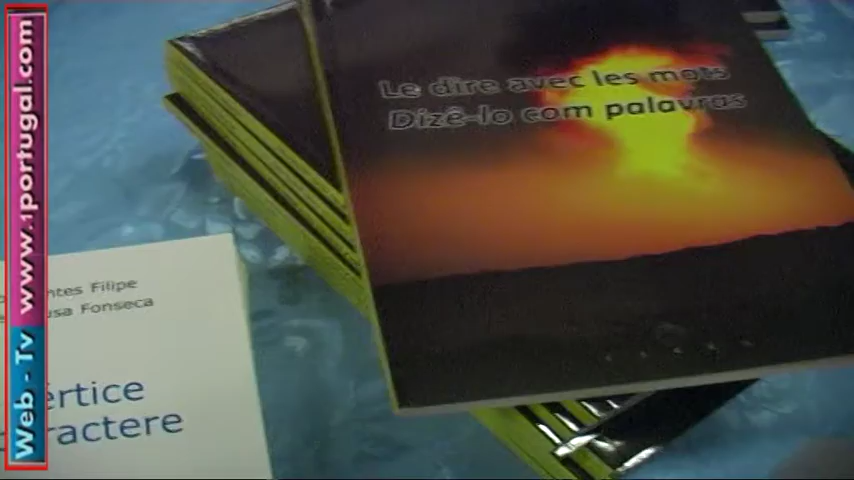 Web - Tv www.1portugal.com
Le dire avec les mots
Dizê-lo com palavras
ntes Filipe
usa Fonseca
értice
ractere